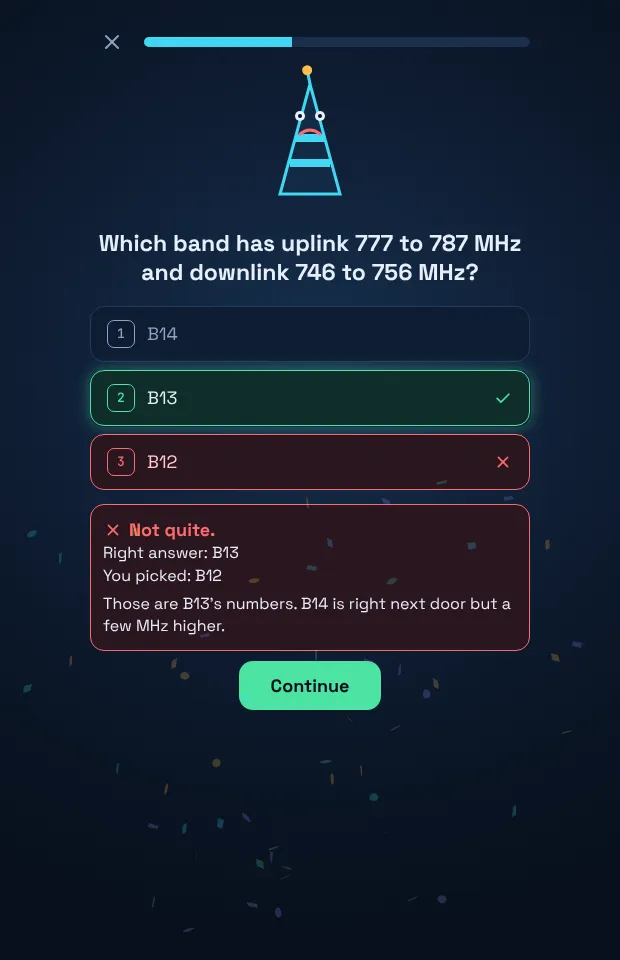 Which band has uplink 777 to 787 MHz
and downlink 746 to 756 MHz?
1 B14
2 B13
3 B12
Not quite.
Right answer: B13
You picked: B12
Those are B13's numbers. B14 is right next door but a
few MHz higher.
Continue